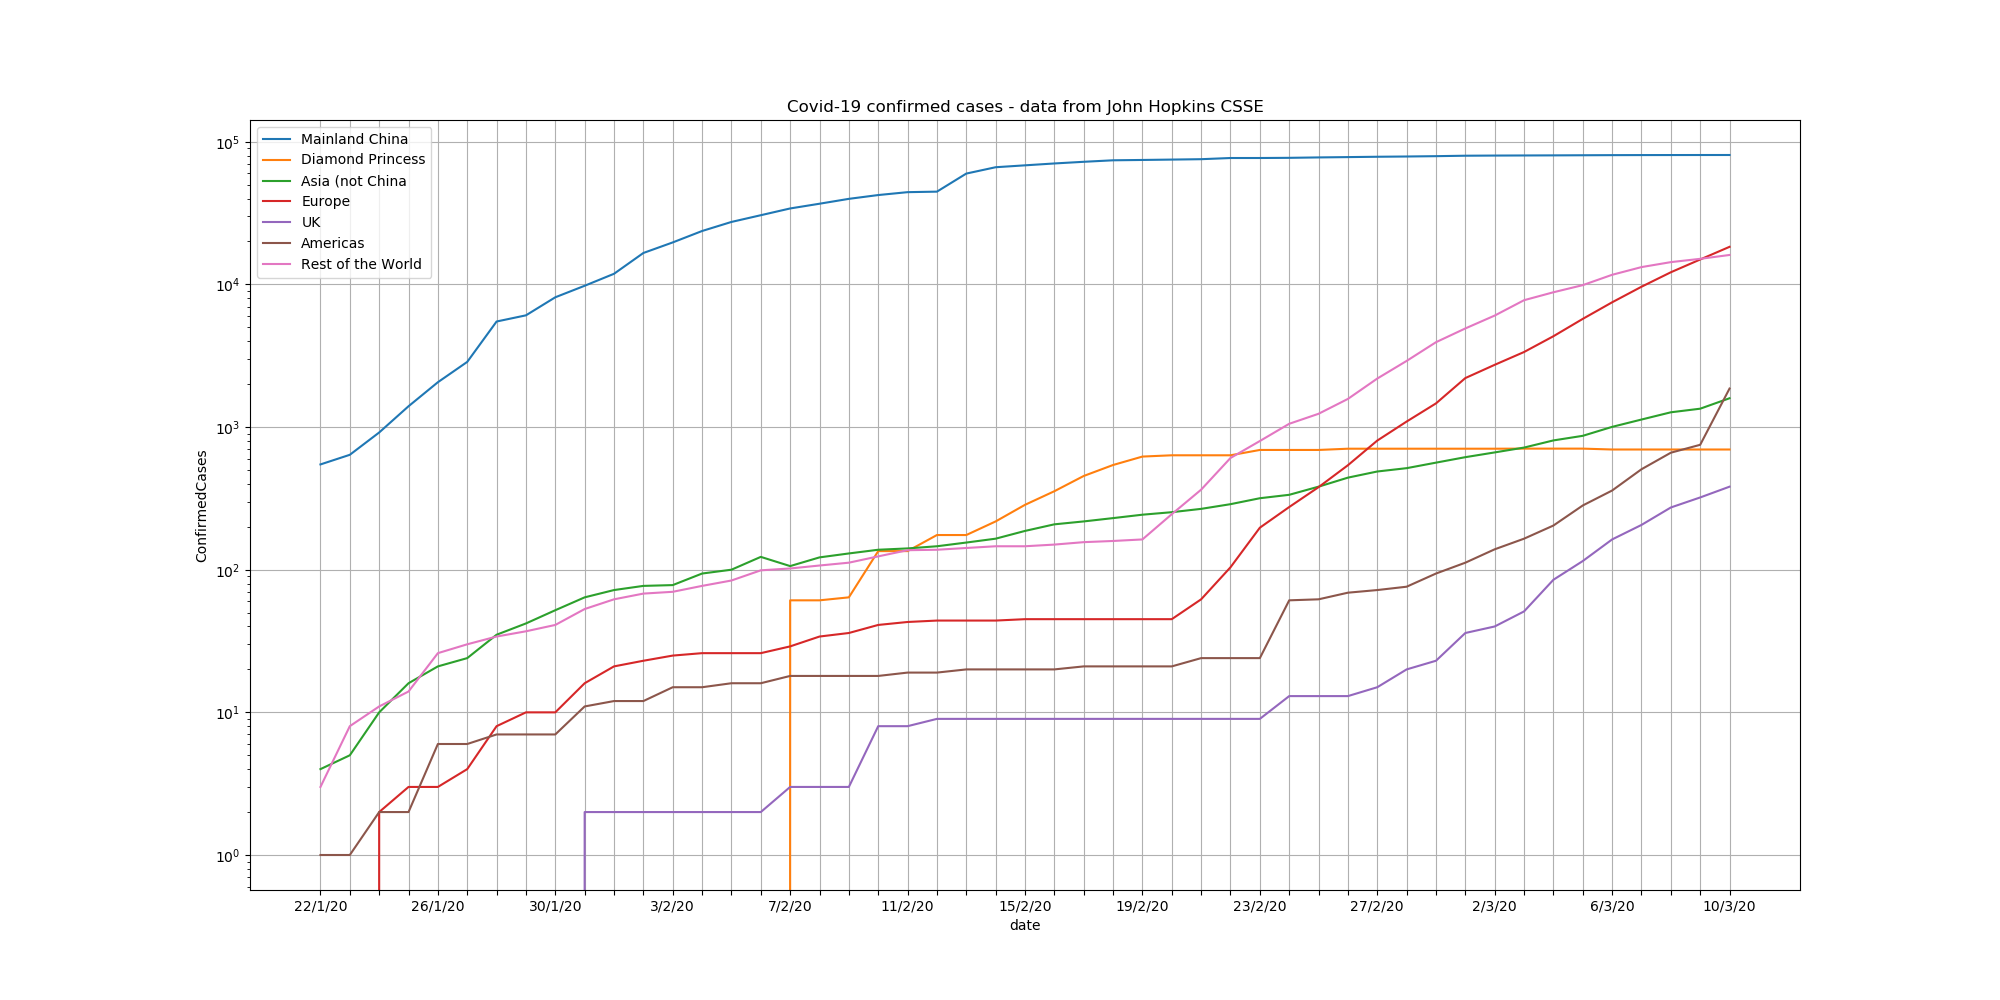 Covid-19 confirmed cases - data from John Hopkins CSSE
Mainland China
Diamond Princess
Asia (not China
Europe
UK
Americas
Rest of the World
10⁵
10⁴
10³
10²
10¹
10⁰
ConfirmedCases
22/1/20 26/1/20 30/1/20 3/2/20 7/2/20 11/2/20 15/2/20 19/2/20 23/2/20 27/2/20 2/3/20 6/3/20 10/3/20
date